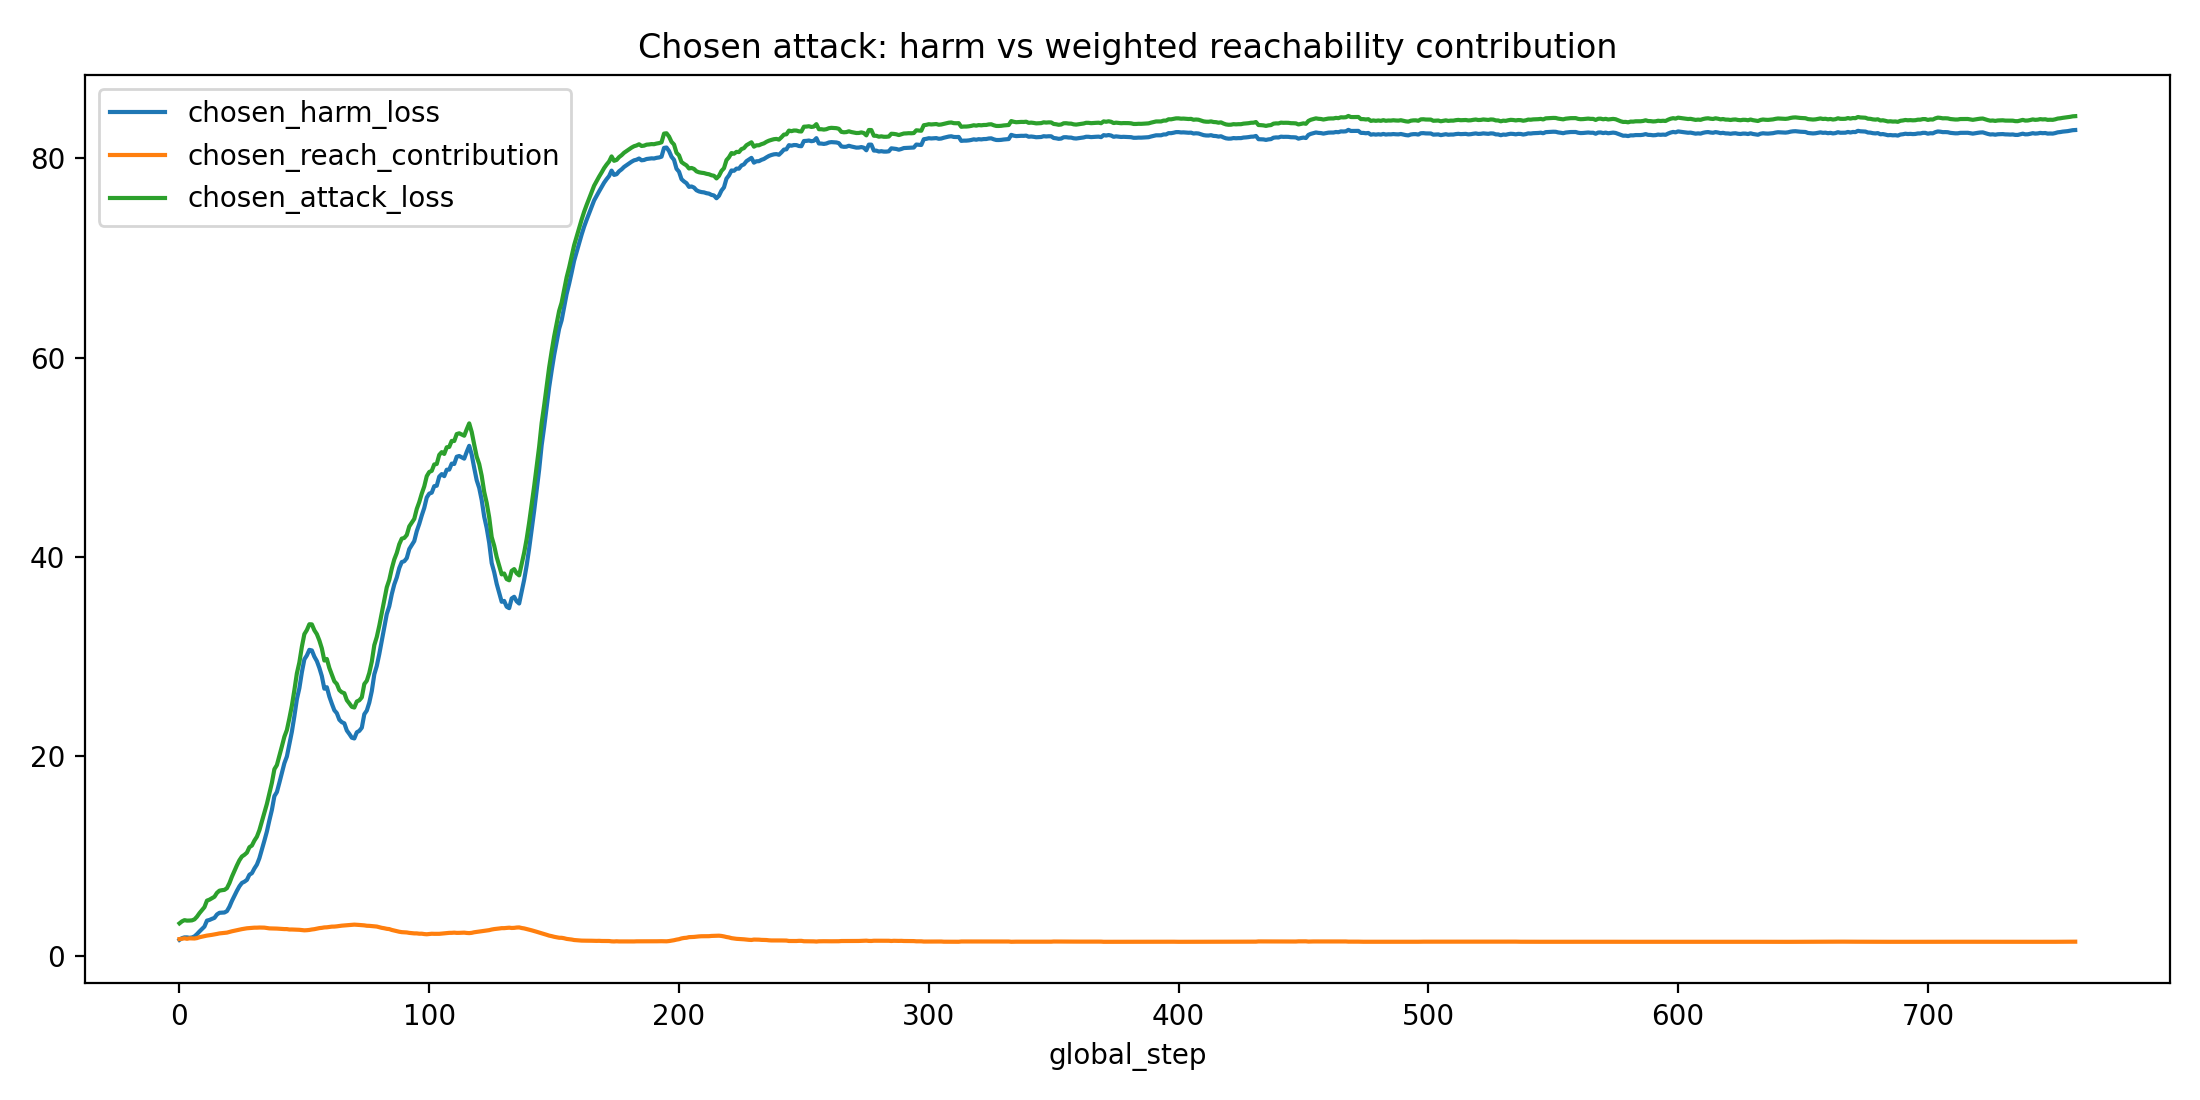 Chosen attack: harm vs weighted reachability contribution
chosen_harm_loss
chosen_reach_contribution
chosen_attack_loss
80
60
40
20
0
0 100 200 300 400 500 600 700
global_step